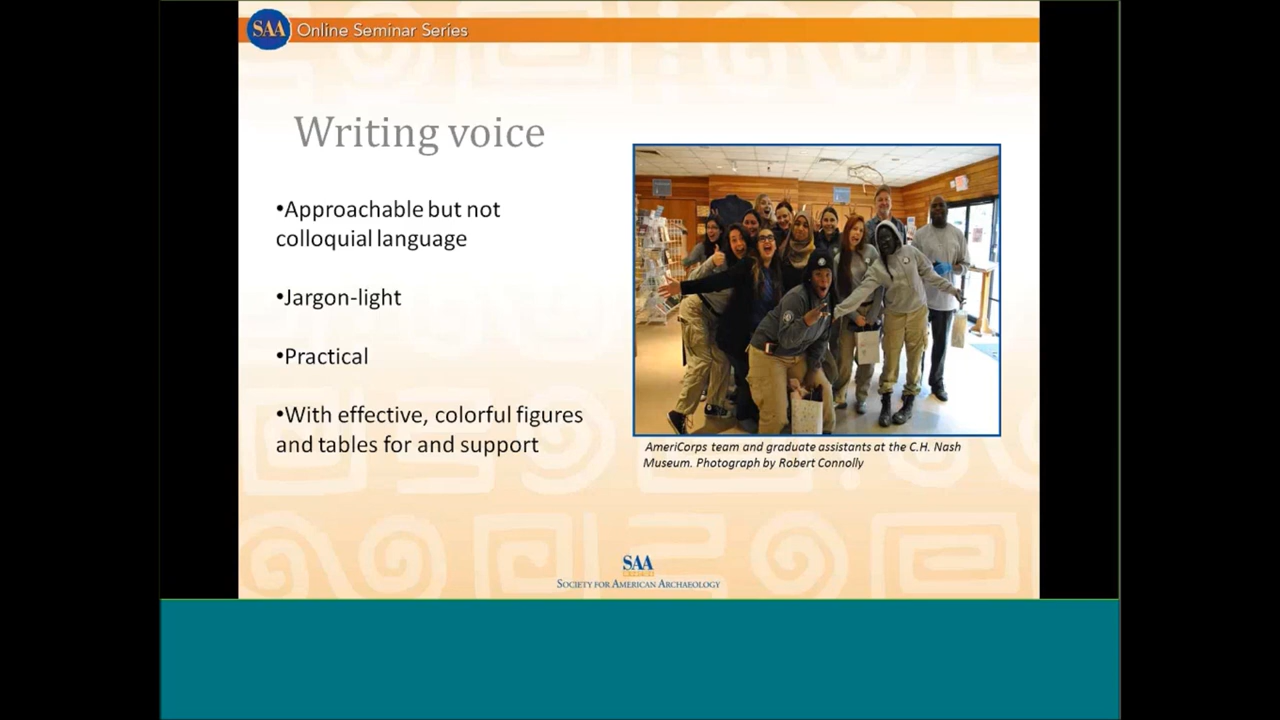 SAA Online Seminar Series
Writing voice
•Approachable but not
colloquial language
•Jargon-light
•Practical
•With effective, colorful figures
and tables for and support
AmeriCorps team and graduate assistants at the C.H. Nash
Museum. Photograph by Robert Connolly
SAA
SOCIETY FOR AMERICAN ARCHAEOLOGY